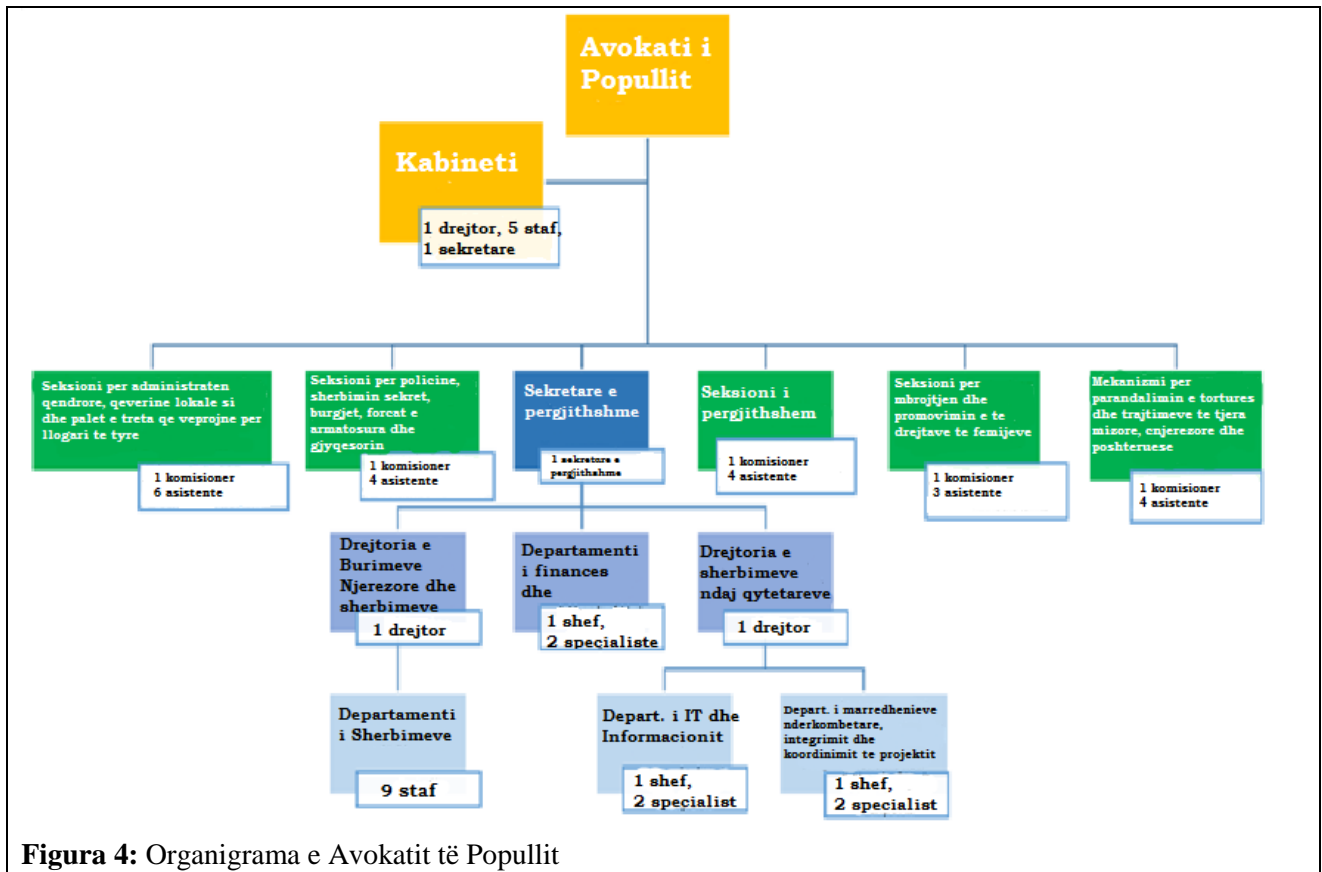 Avokati i
Popullit
Kabineti
1 drejtor, 5 staf,
1 sekretare
Seksioni per administraten
qendrore, qeverine lokale si
dhe palet e treta qe veprojne per
llogari te tyre
1 komisioner
6 asistente
Seksioni per policine,
sherbimin sekret,
burgjet, forcat e
armatosura dhe
gjyqesorin
1 komisioner
4 asistente
Sekretare e
pergjithshme
1 sekretare e
pergjithshme
Seksioni i
pergjithshem
1 komisioner
4 asistente
Seksioni per
mbrojtjen dhe
promovimin e te
drejtave te femijeve
1 komisioner
3 asistente
Mekanizmi per
parandalimin e tortures
dhe trajtimeve te tjera
mizore, cnjerezore dhe
poshteruese
1 komisioner
4 asistente
Drejtoria e
Burimeve
Njerezore dhe
sherbimeve
1 drejtor
Departamenti
i finances
dhe
1 shef,
2 specialiste
Drejtoria e
sherbimeve
ndaj qytetareve
1 drejtor
Departamenti
i Sherbimeve
9 staf
Depart. i IT dhe
Informacionit
1 shef,
2 specialist
Depart. i marredhenieve
nderkombetare,
integrimit dhe
koordinimit te projektit
1 shef,
2 specialist
Figura 4: Organigrama e Avokatit të Popullit